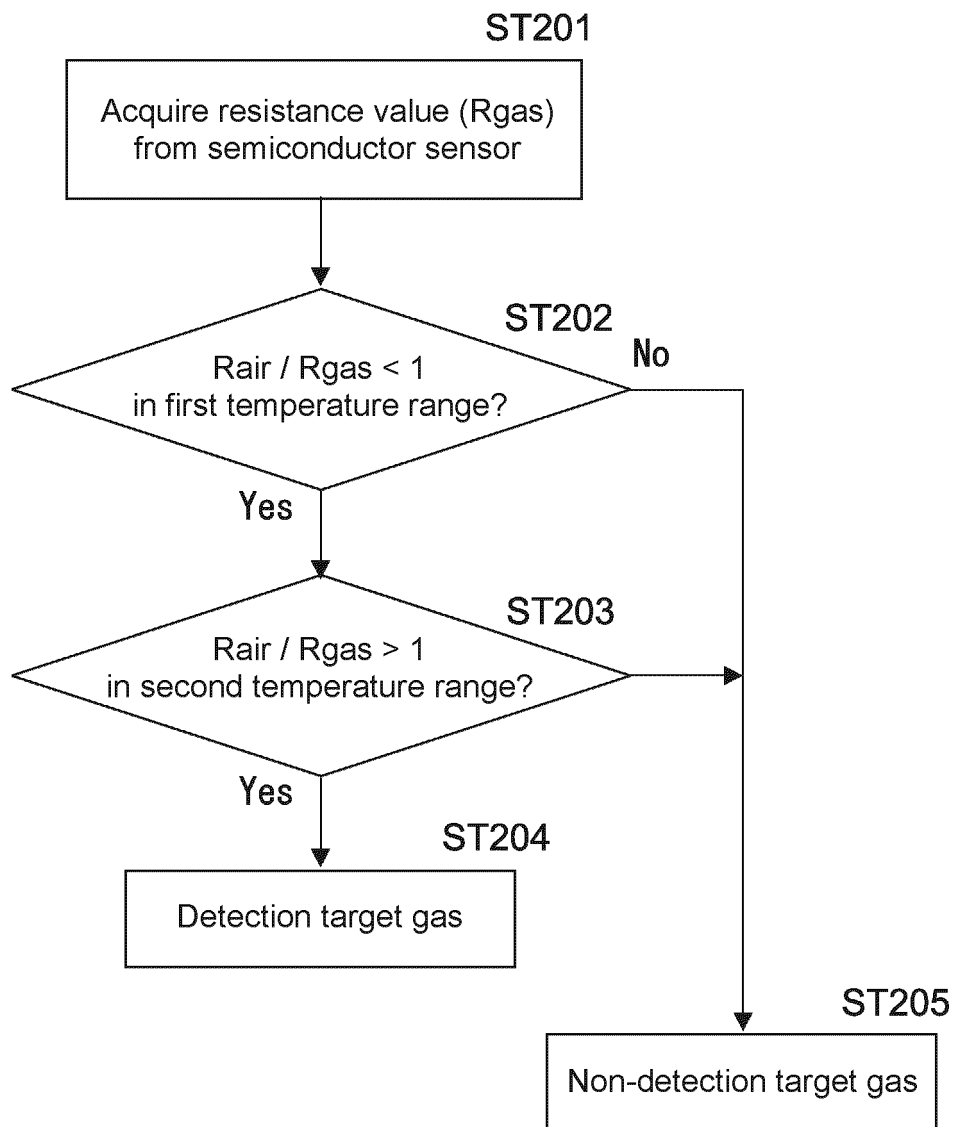 ST201
Acquire resistance value (Rgas)
from semiconductor sensor
ST202
No
Rair / Rgas < 1
in first temperature range?
Yes
ST203
Rair / Rgas > 1
in second temperature range?
Yes
ST204
Detection target gas
ST205
Non-detection target gas